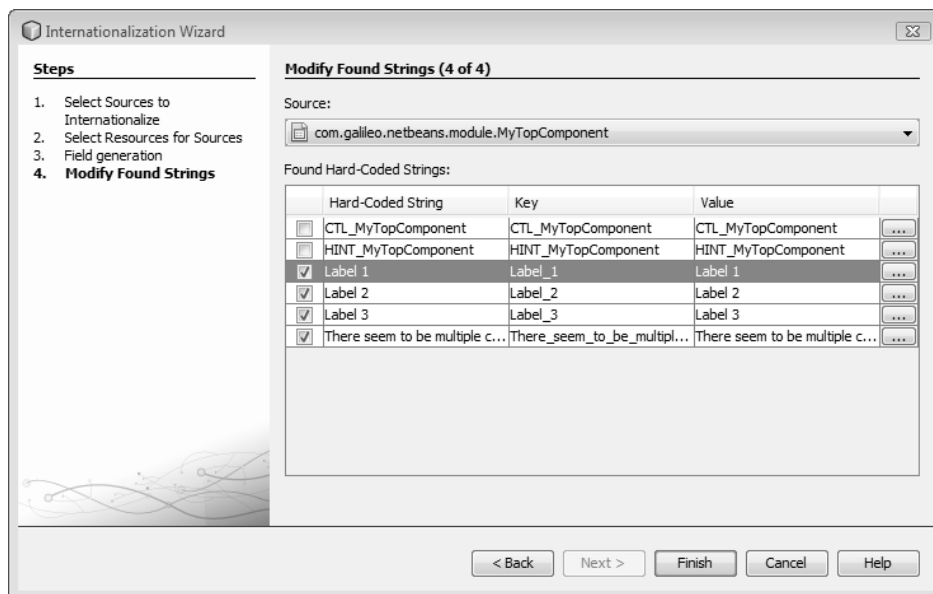 Internationalization Wizard
Steps
1. Select Sources to
Internationalize
2. Select Resources for Sources
3. Field generation
4. Modify Found Strings
Modify Found Strings (4 of 4)
Source:
com.galileo.netbeans.module.MyTopComponent
Found Hard-Coded Strings:
Hard-Coded String Key Value
CTL_MyTopComponent CTL_MyTopComponent CTL_MyTopComponent ...
HINT_MyTopComponent HINT_MyTopComponent HINT_MyTopComponent ...
Label 1 Label_1 Label 1 ...
Label 2 Label_2 Label 2 ...
Label 3 Label_3 Label 3 ...
There seem to be multiple c... There_seem_to_be_multipl... There seem to be multiple c... ...
< Back Next > Finish Cancel Help